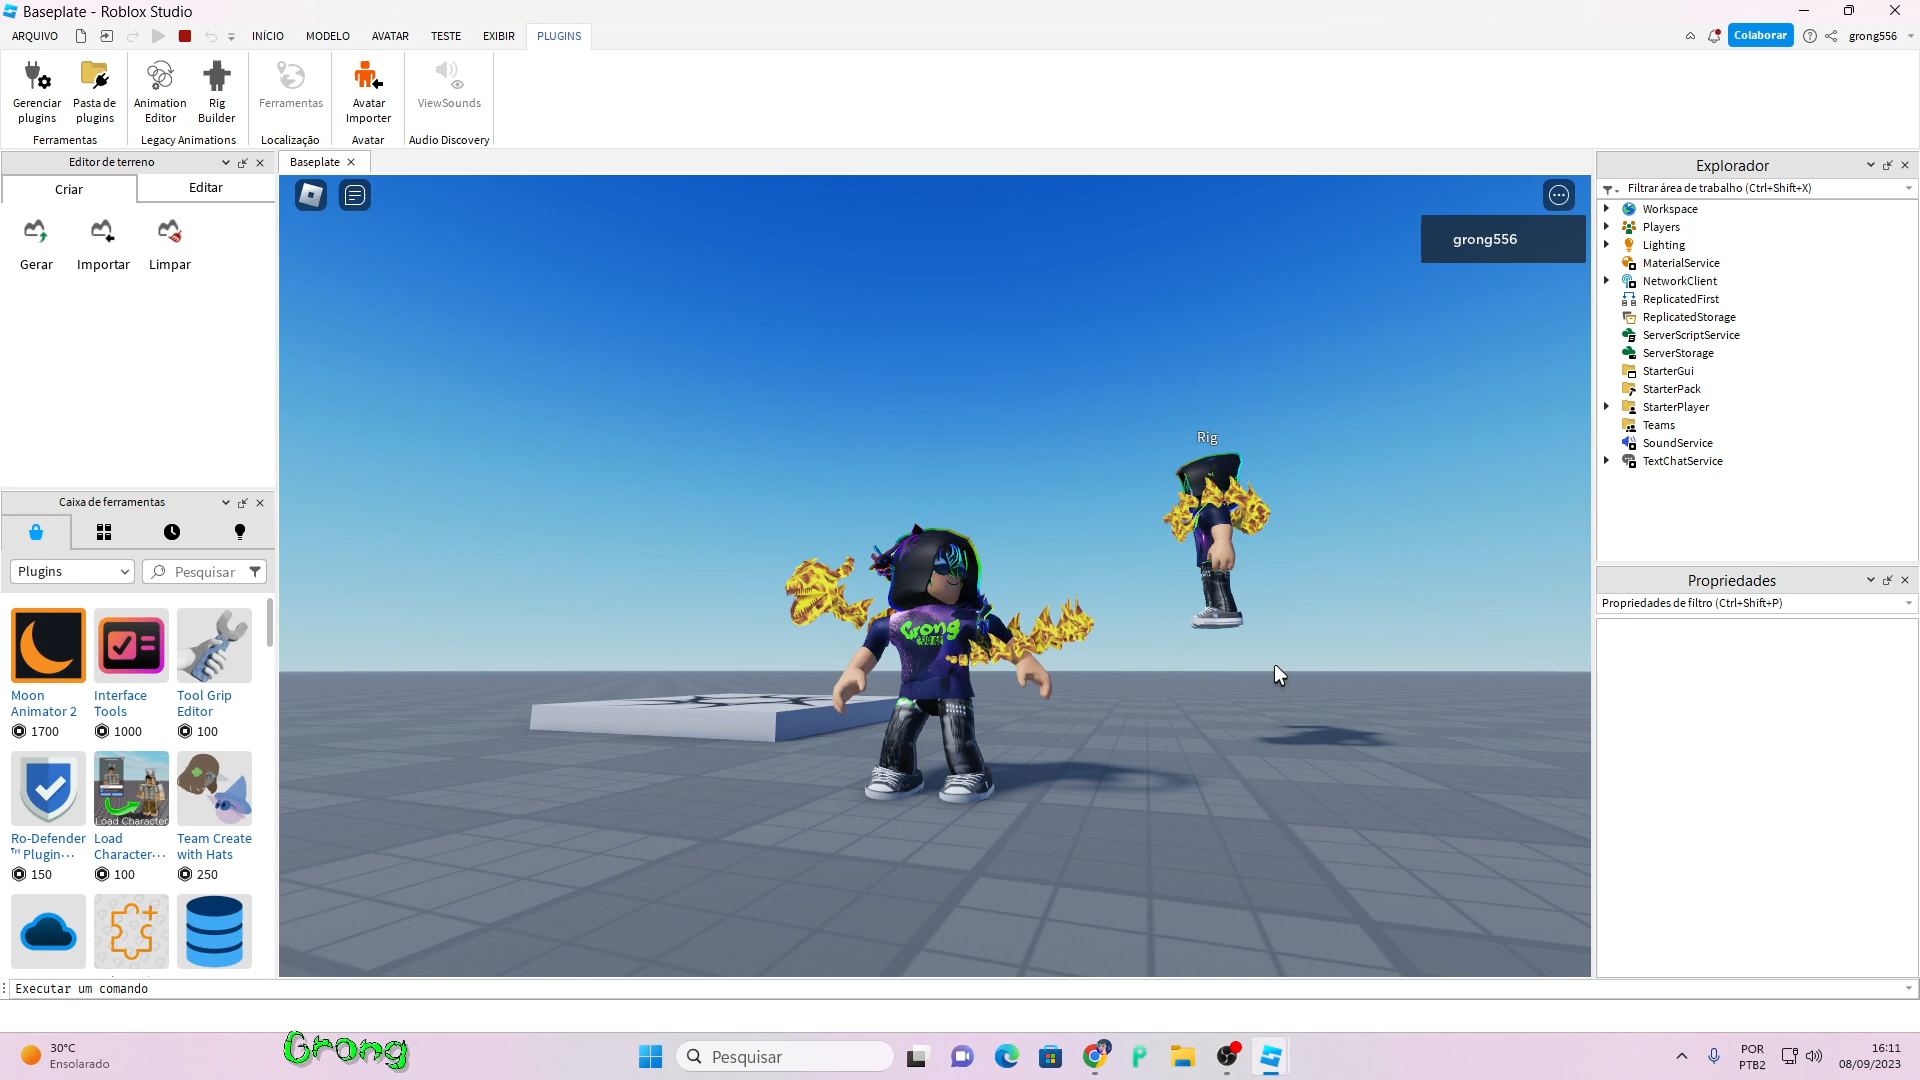 Baseplate - Roblox Studio
ARQUIVO
INÍCIO
MODELO
AVATAR
TESTE
EXIBIR
PLUGINS
Colaborar
grong556
Gerenciar
plugins
Pasta de
plugins
Animation
Editor
Rig
Builder
Ferramentas
Avatar
Importer
ViewSounds
Ferramentas
Legacy Animations
Localização
Avatar
Audio Discovery
Editor de terreno
Criar
Editar
Gerar
Importar
Limpar
Caixa de ferramentas
Plugins
Pesquisar
Moon
Animator 2
1700
Interface
Tools
1000
Tool Grip
Editor
100
Load Character
Ro-Defender
™ Plugin...
150
Load
Character...
100
Team Create
with Hats
250
Baseplate
grong556
Rig
Grong
Explorador
Filtrar área de trabalho (Ctrl+Shift+X)
Workspace
Players
Lighting
MaterialService
NetworkClient
ReplicatedFirst
ReplicatedStorage
ServerScriptService
ServerStorage
StarterGui
StarterPack
StarterPlayer
Teams
SoundService
TextChatService
Propriedades
Propriedades de filtro (Ctrl+Shift+P)
Executar um comando
30°C
Ensolarado
Grong
Pesquisar
POR
PTB2
16:11
08/09/2023